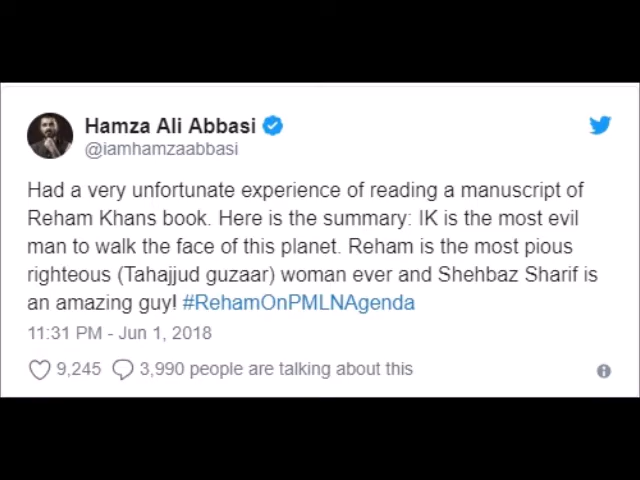 Hamza Ali Abbasi
@iamhamzaabbasi
Had a very unfortunate experience of reading a manuscript of
Reham Khans book. Here is the summary: IK is the most evil
man to walk the face of this planet. Reham is the most pious
righteous (Tahajjud guzaar) woman ever and Shehbaz Sharif is
an amazing guy! #RehamOnPMLNAgenda
11:31 PM - Jun 1, 2018
9,245 3,990 people are talking about this